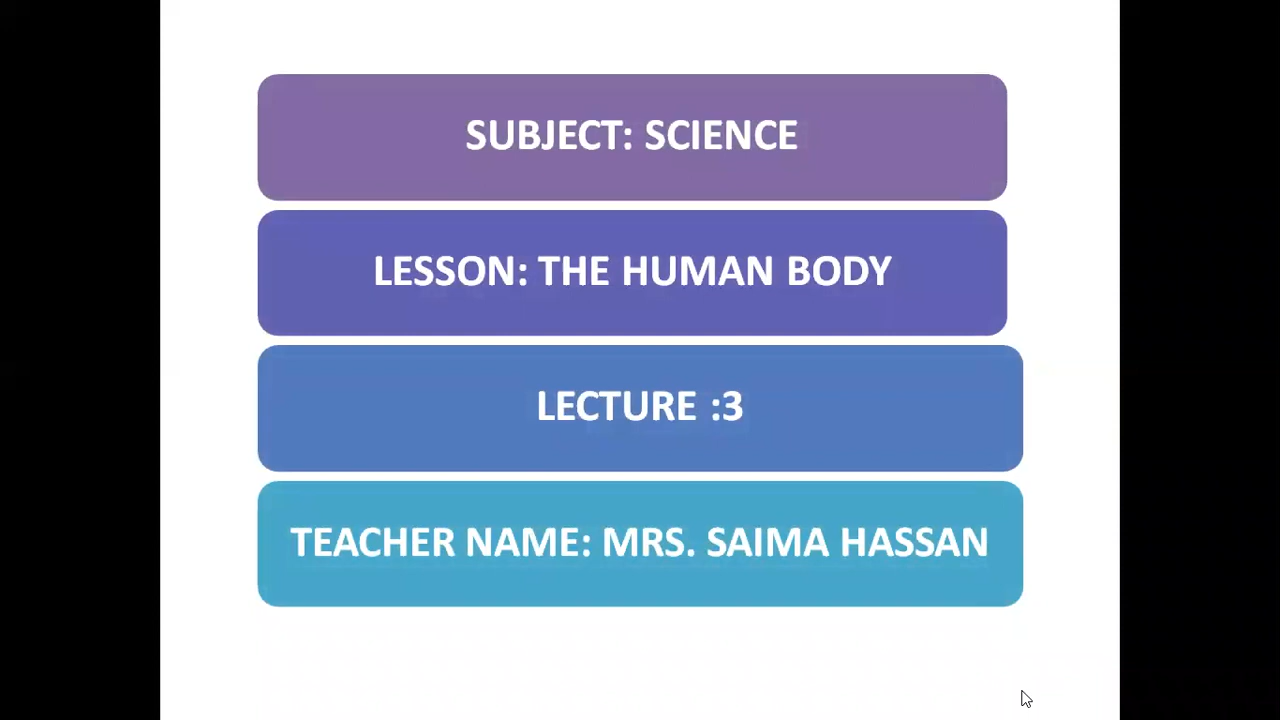 SUBJECT: SCIENCE
LESSON: THE HUMAN BODY
LECTURE :3
TEACHER NAME: MRS. SAIMA HASSAN